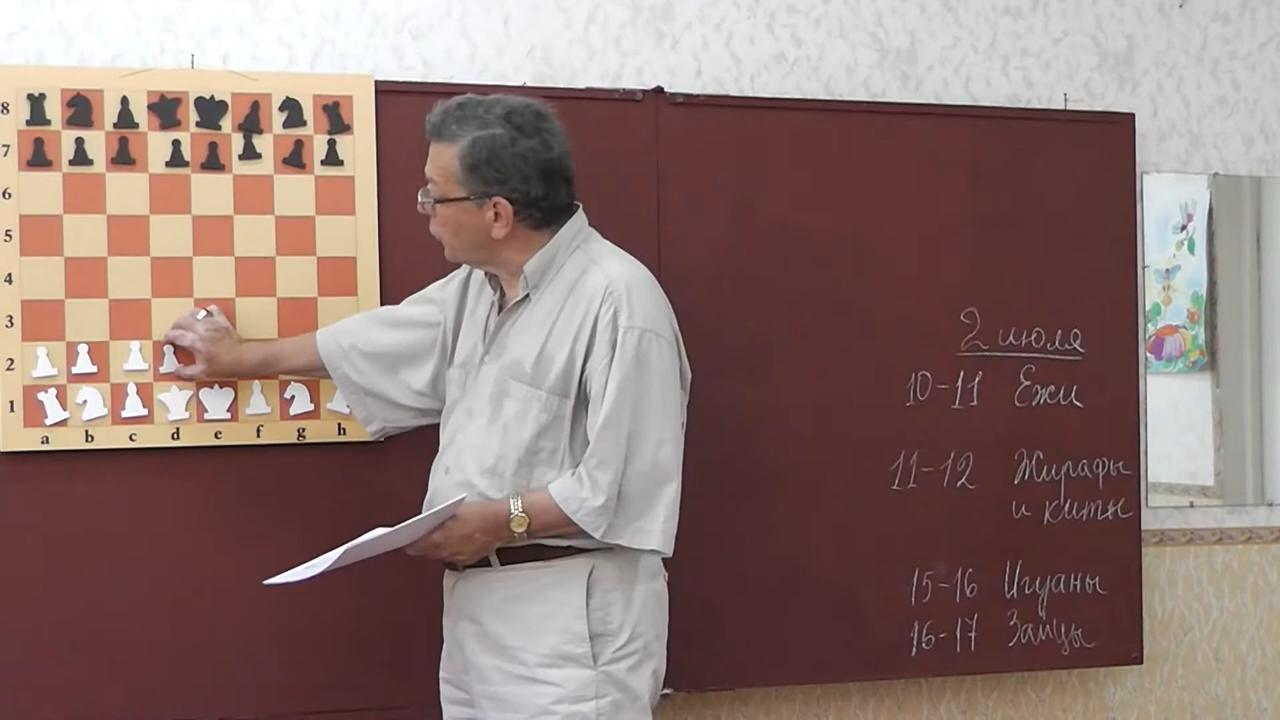 8
7
6
5
4
3
2
1
a b c d e f g h
2 июля
10-11 Ежи
11-12 Жирафы
и киты
15-16 Игуаны
16-17 Зайцы